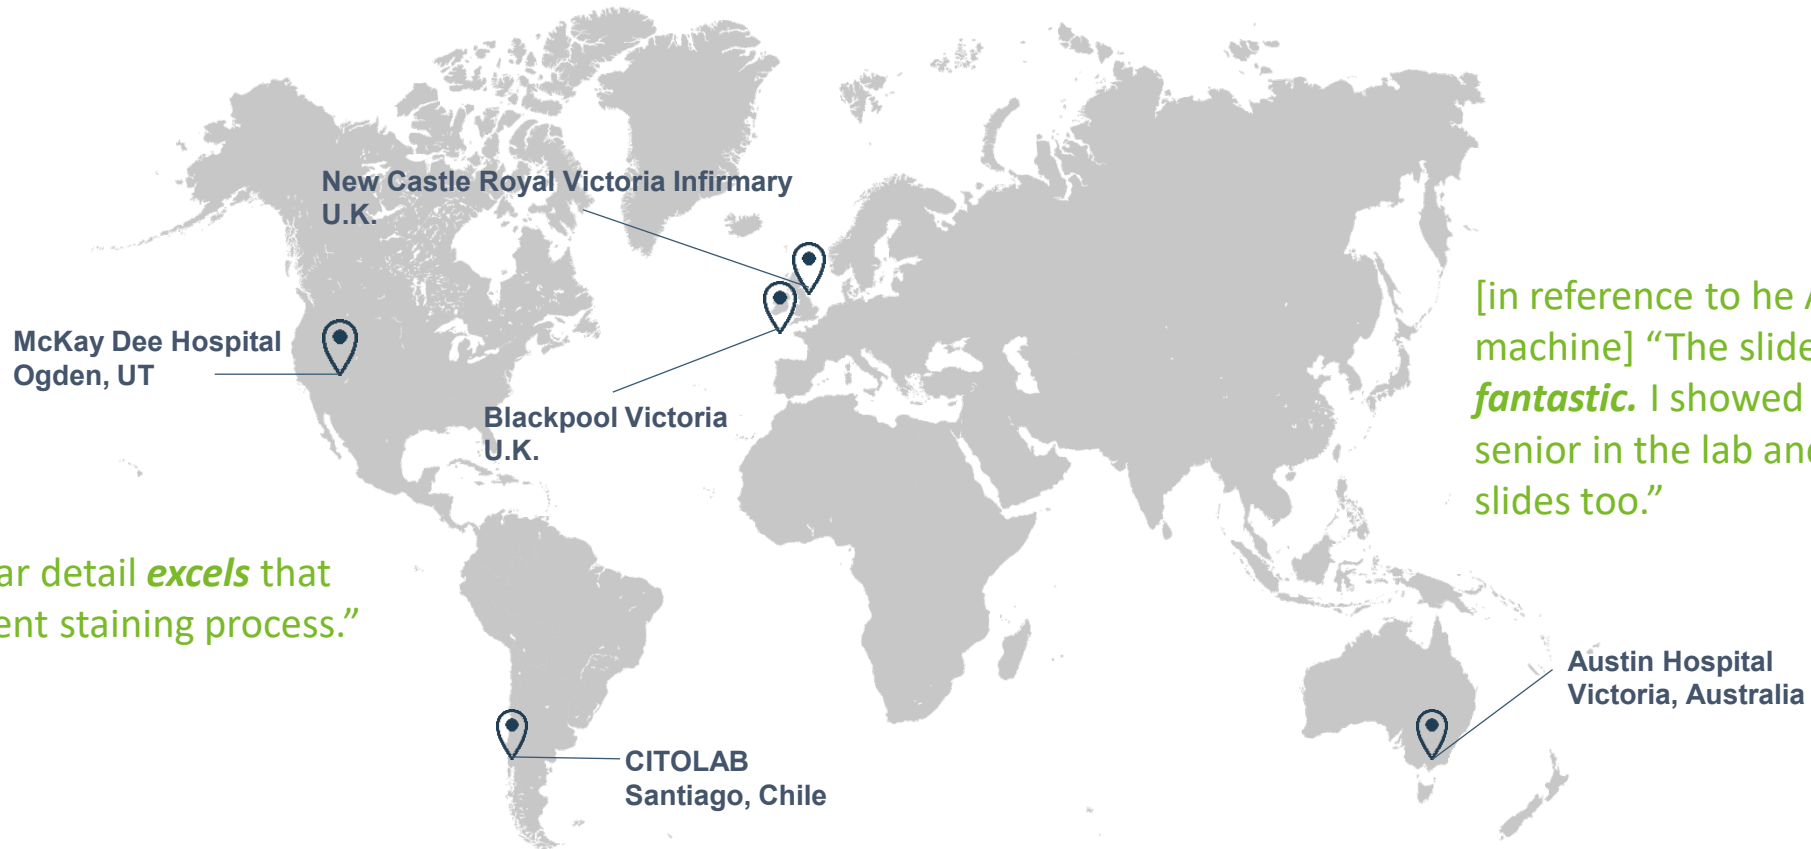 New Castle Royal Victoria Infirmary
U.K.
McKay Dee Hospital
Ogden, UT
Blackpool Victoria
U.K.
[in reference to he
machine] “The slide
fantastic. I showed
senior in the lab and
slides too.”
detail excels that
staining process.”
Austin Hospital
Victoria, Australia
CITOLAB
Santiago, Chile